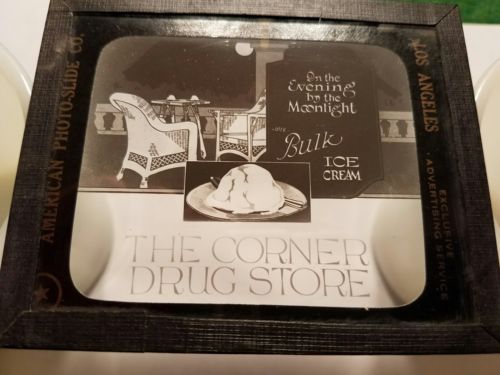 AMERICAN PHOTO-SLIDE CO.
On the
Evening
by the
Moonlight
our
Bulk
ICE
CREAM
THE CORNER
DRUG STORE
LOS ANGELES
EXCLUSIVE
ADVERTISING SERVICE